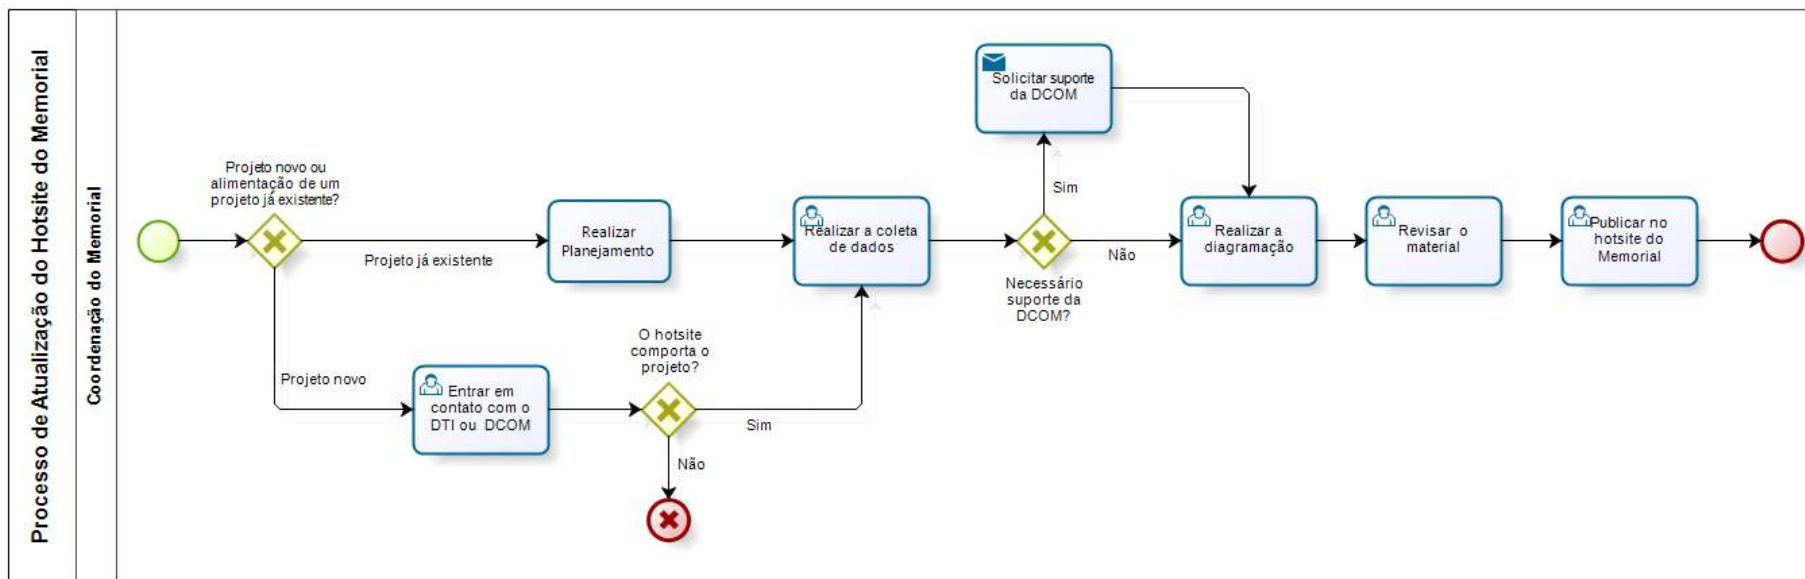 Processo de Atualização do Hotsite do Memorial
Coordenação do Memorial
Projeto novo ou
alimentação de um
projeto já existente?
Projeto já existente
Projeto novo
Realizar
Planejamento
Entrar em
contato com o
DTI ou DCOM
O hotsite
comporta o
projeto?
Sim
Não
Realizar a coleta
de dados
Necessário
suporte da
DCOM?
Sim
Não
Solicitar suporte
da DCOM
Realizar a
diagramação
Revisar o
material
Publicar no
hotsite do
Memorial